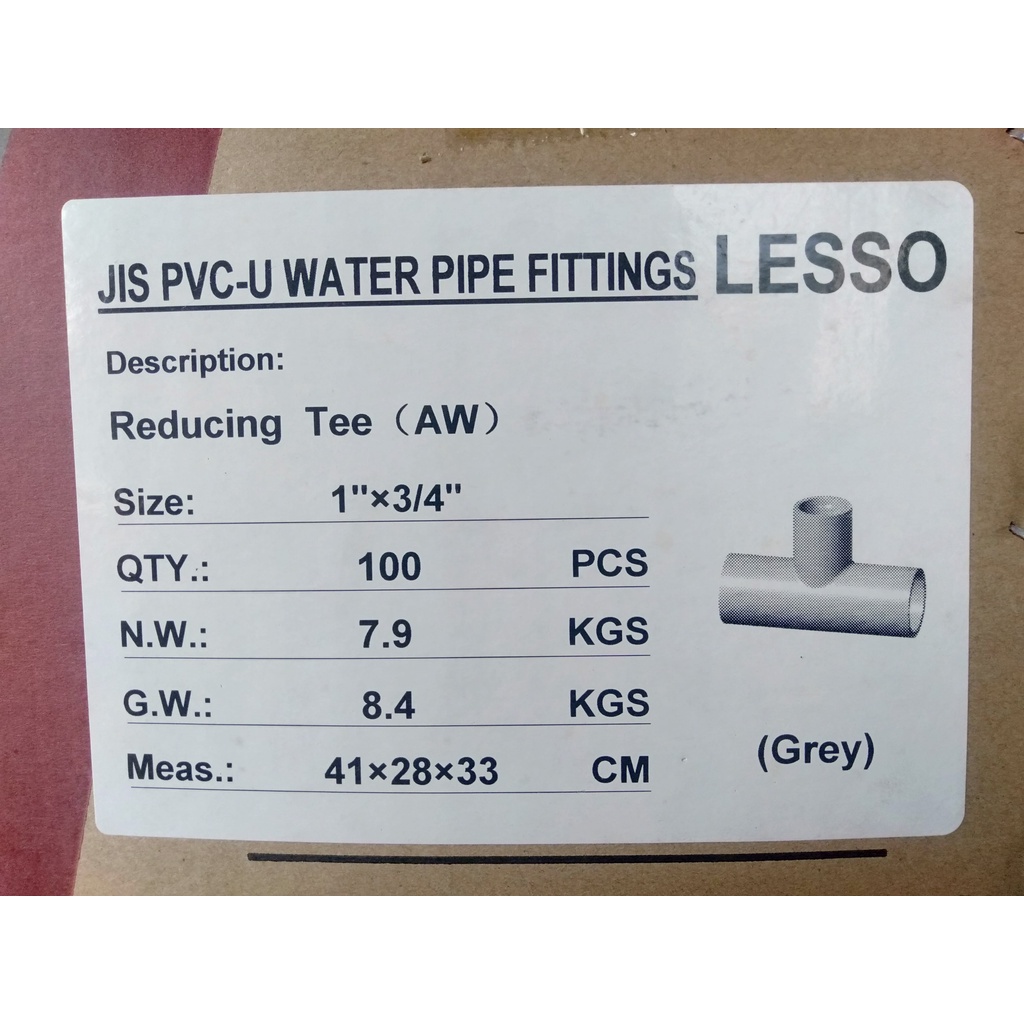 JIS PVC-U WATER PIPE FITTINGS LESSO
Description:
Reducing Tee（AW）
Size: 1"×3/4"
QTY.: 100 PCS
N.W.: 7.9 KGS
G.W.: 8.4 KGS
Meas.: 41×28×33 CM
(Grey)